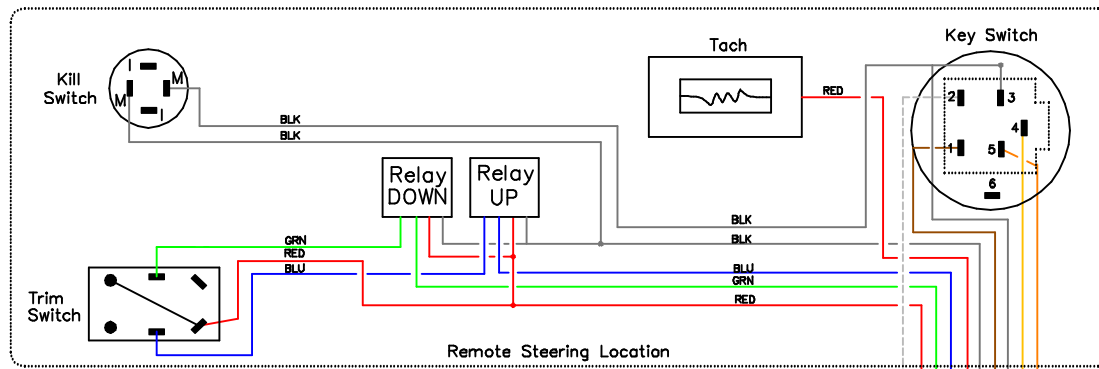 Key Switch
Tach
Kill
Switch
I
M
M
I
RED
2
3
4
1
5
6
BLK
BLK
Relay
DOWN
Relay
UP
BLK
BLK
GRN
RED
BLU
BLU
GRN
RED
Trim
Switch
Remote Steering Location